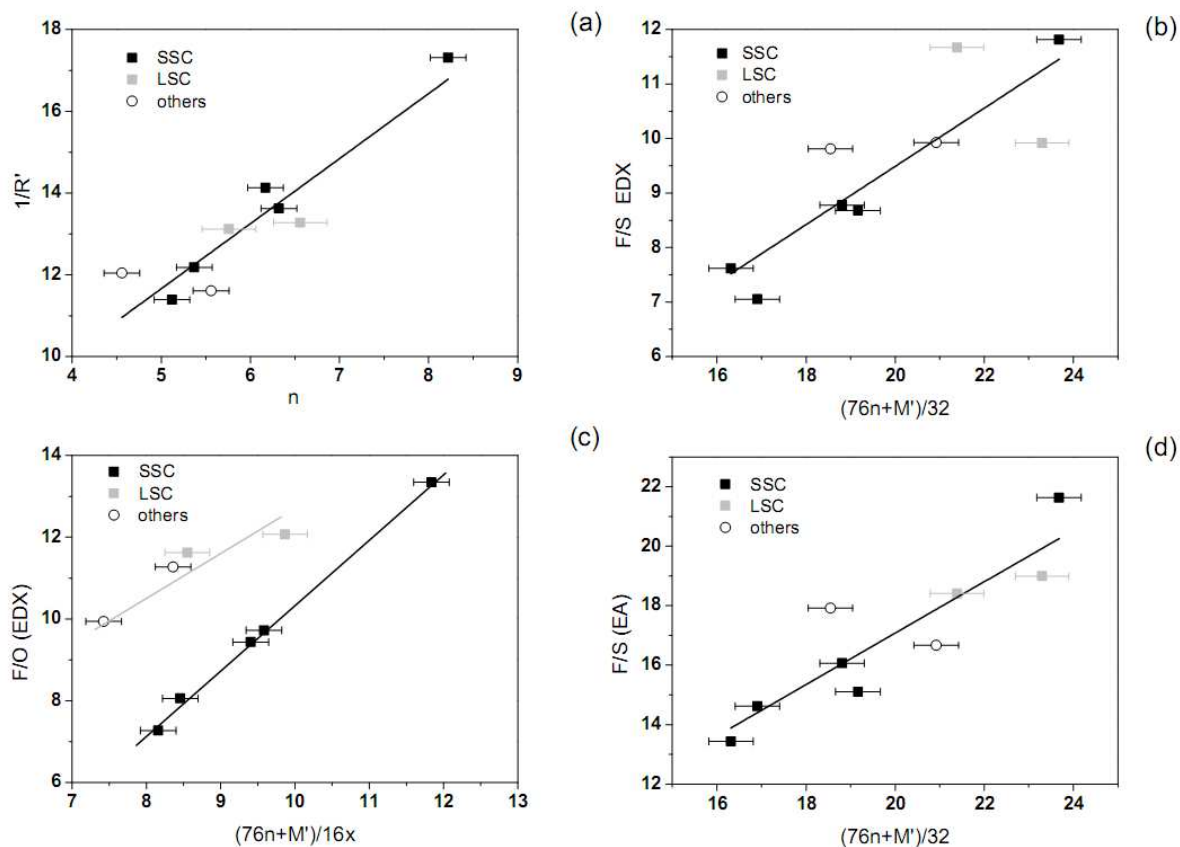 (a)
18
16
14
12
10
1/R'
SSC
LSC
others
4 5 6 7 8 9
n
(b)
12
11
10
9
8
7
6
F/S EDX
SSC
LSC
others
16 18 20 22 24
(76n+M')/32
(c)
14
12
10
8
6
F/O (EDX)
SSC
LSC
others
7 8 9 10 11 12 13
(76n+M')/16x
(d)
22
20
18
16
14
12
F/S (EA)
SSC
LSC
others
16 18 20 22 24
(76n+M')/32